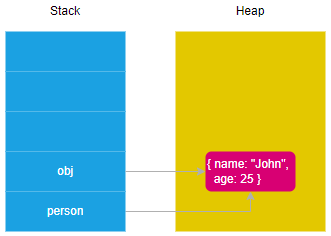 Stack
Heap
obj
{ name: "John",
age: 25 }
person